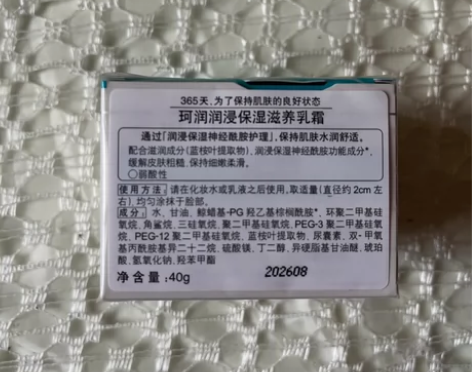 365天,为了保持肌肤的良好状态
珂润润浸保湿滋养乳霜
通过「润浸保湿神经酰胺护理」,保持肌肤水润舒适。
配合滋润成分(蓝桉叶提取物)、润浸保湿神经酰胺功能成分*,
缓解皮肤粗糙,保持细嫩柔滑。
○弱酸性
使用方法: 请在化妆水或乳液之后使用,取适量(直径约2cm左
右),均匀涂抹于脸部。
成分: 水、甘油、鲸蜡基-PG 羟乙基棕榈酰胺*、环聚二甲基硅
氧烷、角鲨烷、三硅氧烷、聚二甲基硅氧烷、PEG-3 聚二甲基硅氧烷、
PEG-12 聚二甲基硅氧烷、蓝桉叶提取物、尿囊素、双-甲氧
基丙酰胺基异二十二烷、硫酸镁、丁二醇、异硬脂基甘油醚、琥珀
酸、氢氧化钠、羟苯甲酯
净含量:40g
202608